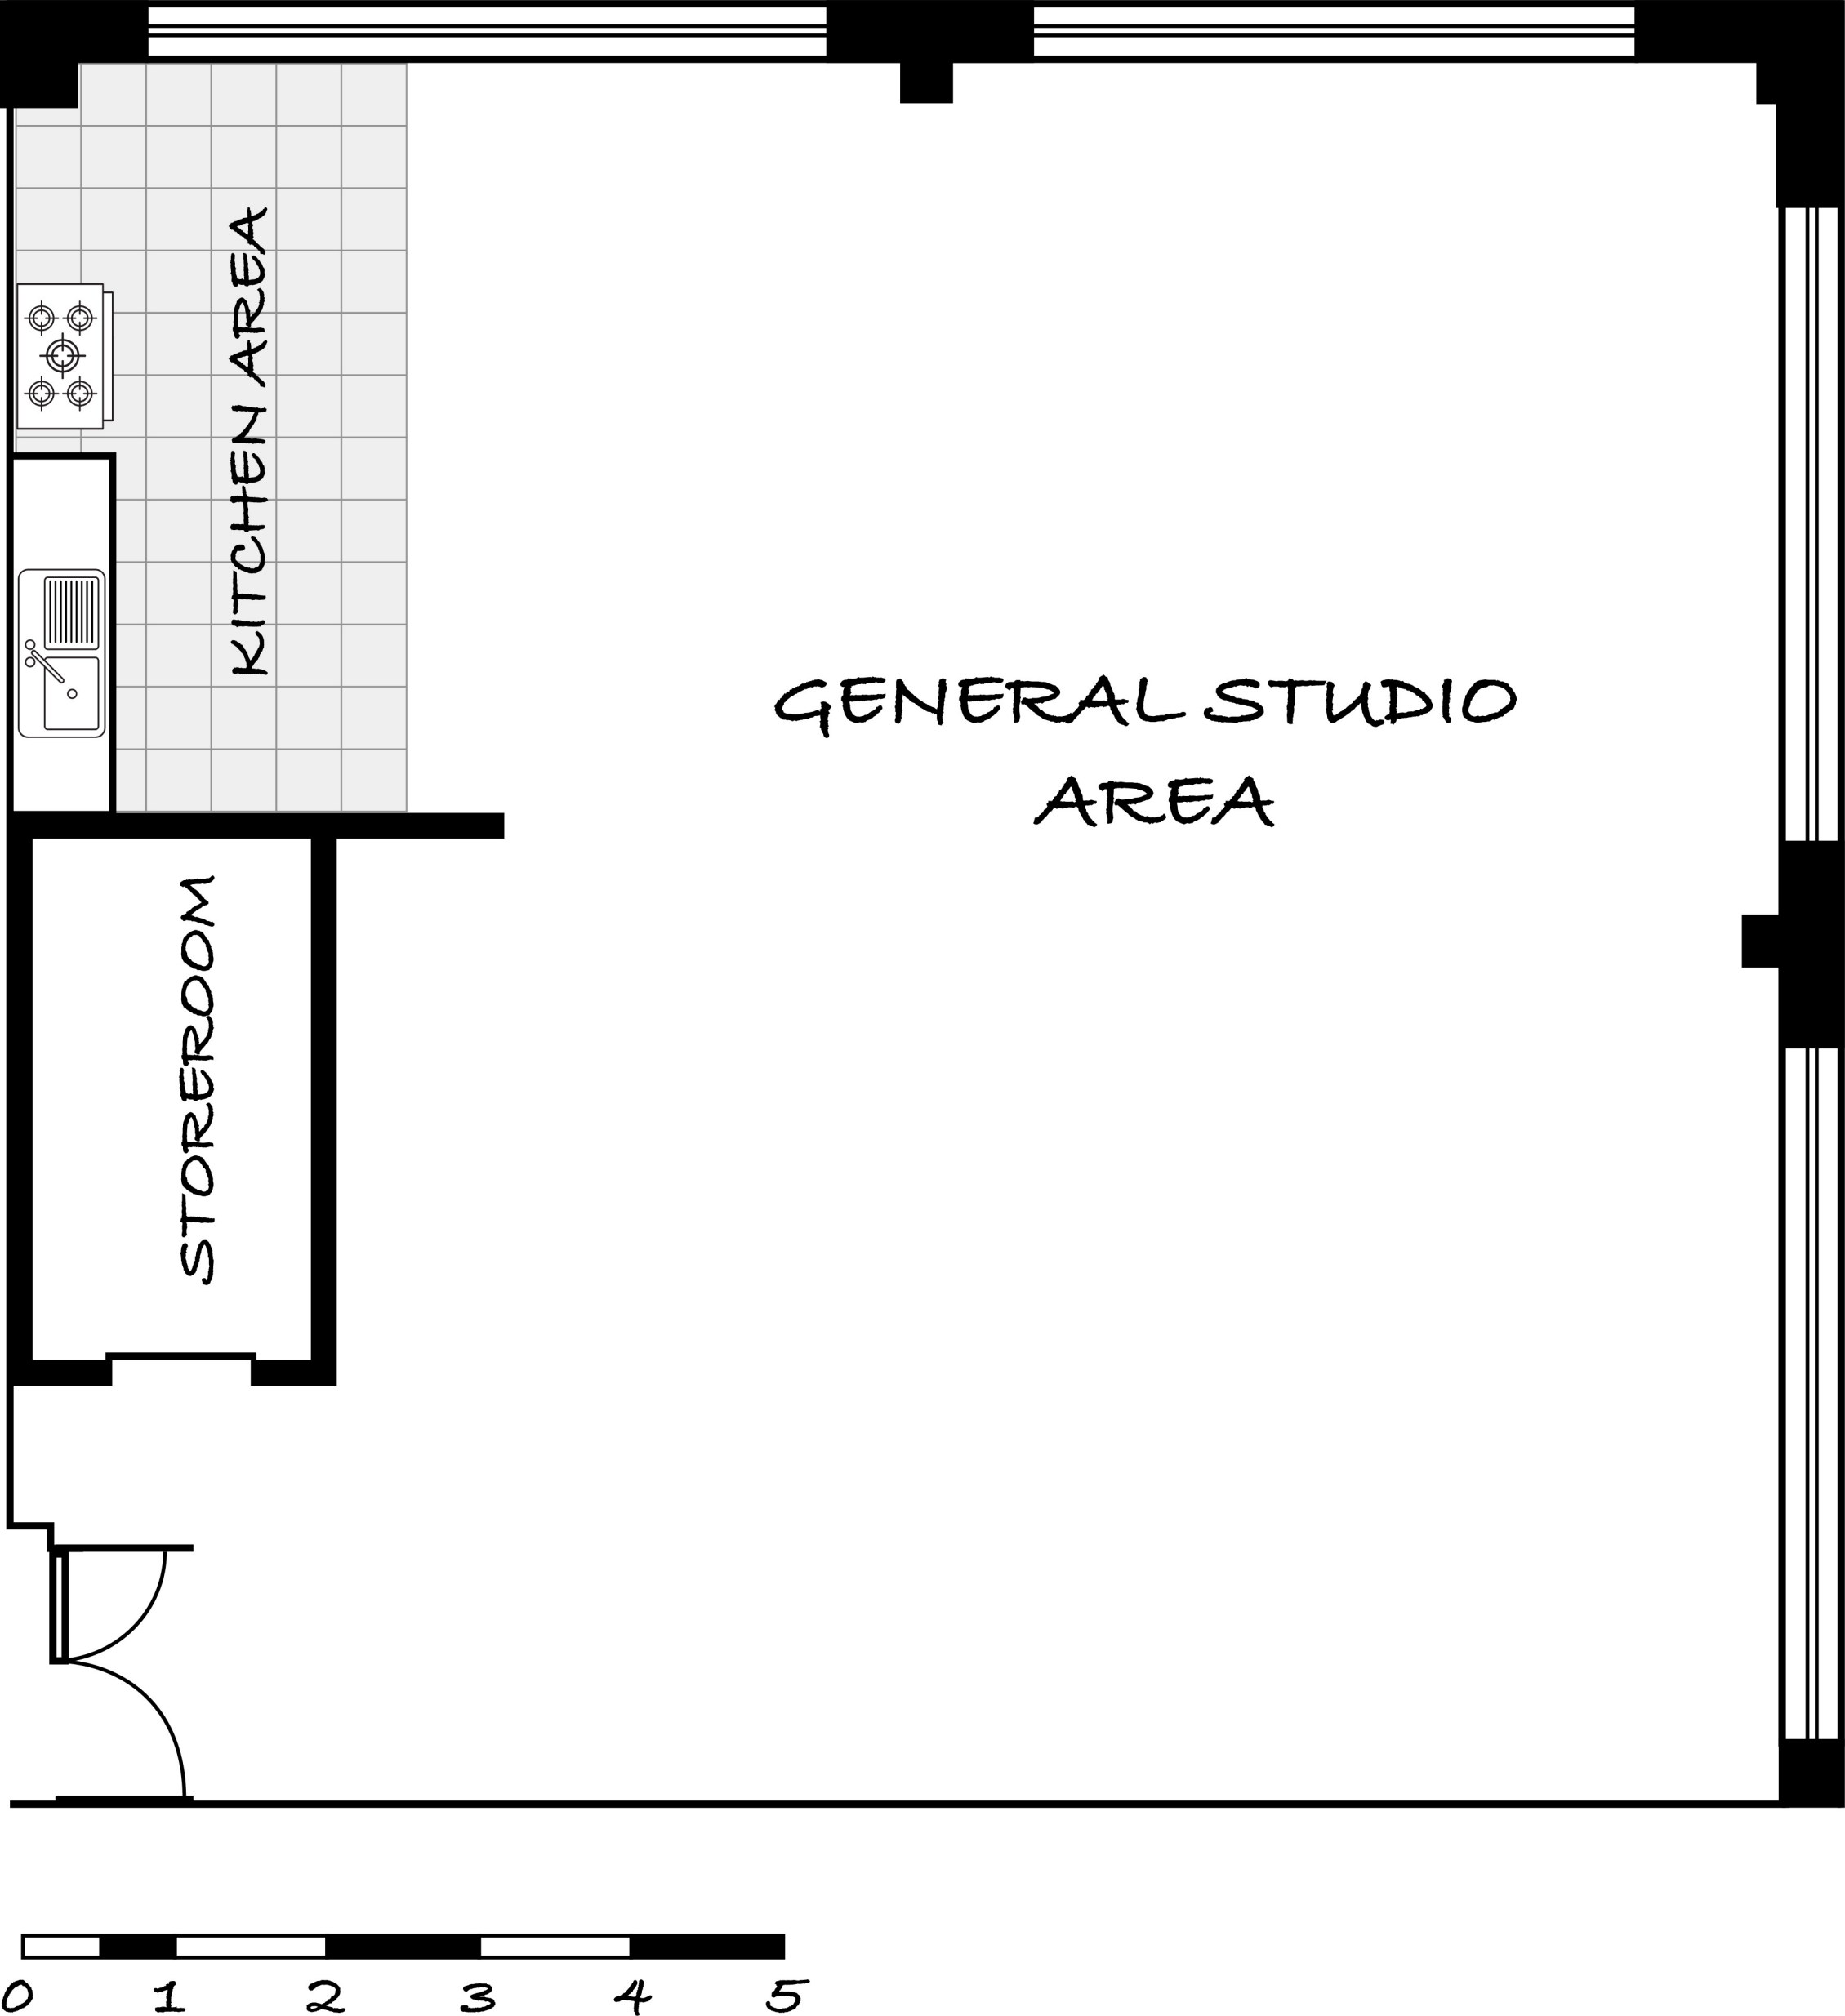 KITCHEN AREA
GENERAL STUDIO
AREA
STOREROOM
0 1 2 3 4 5